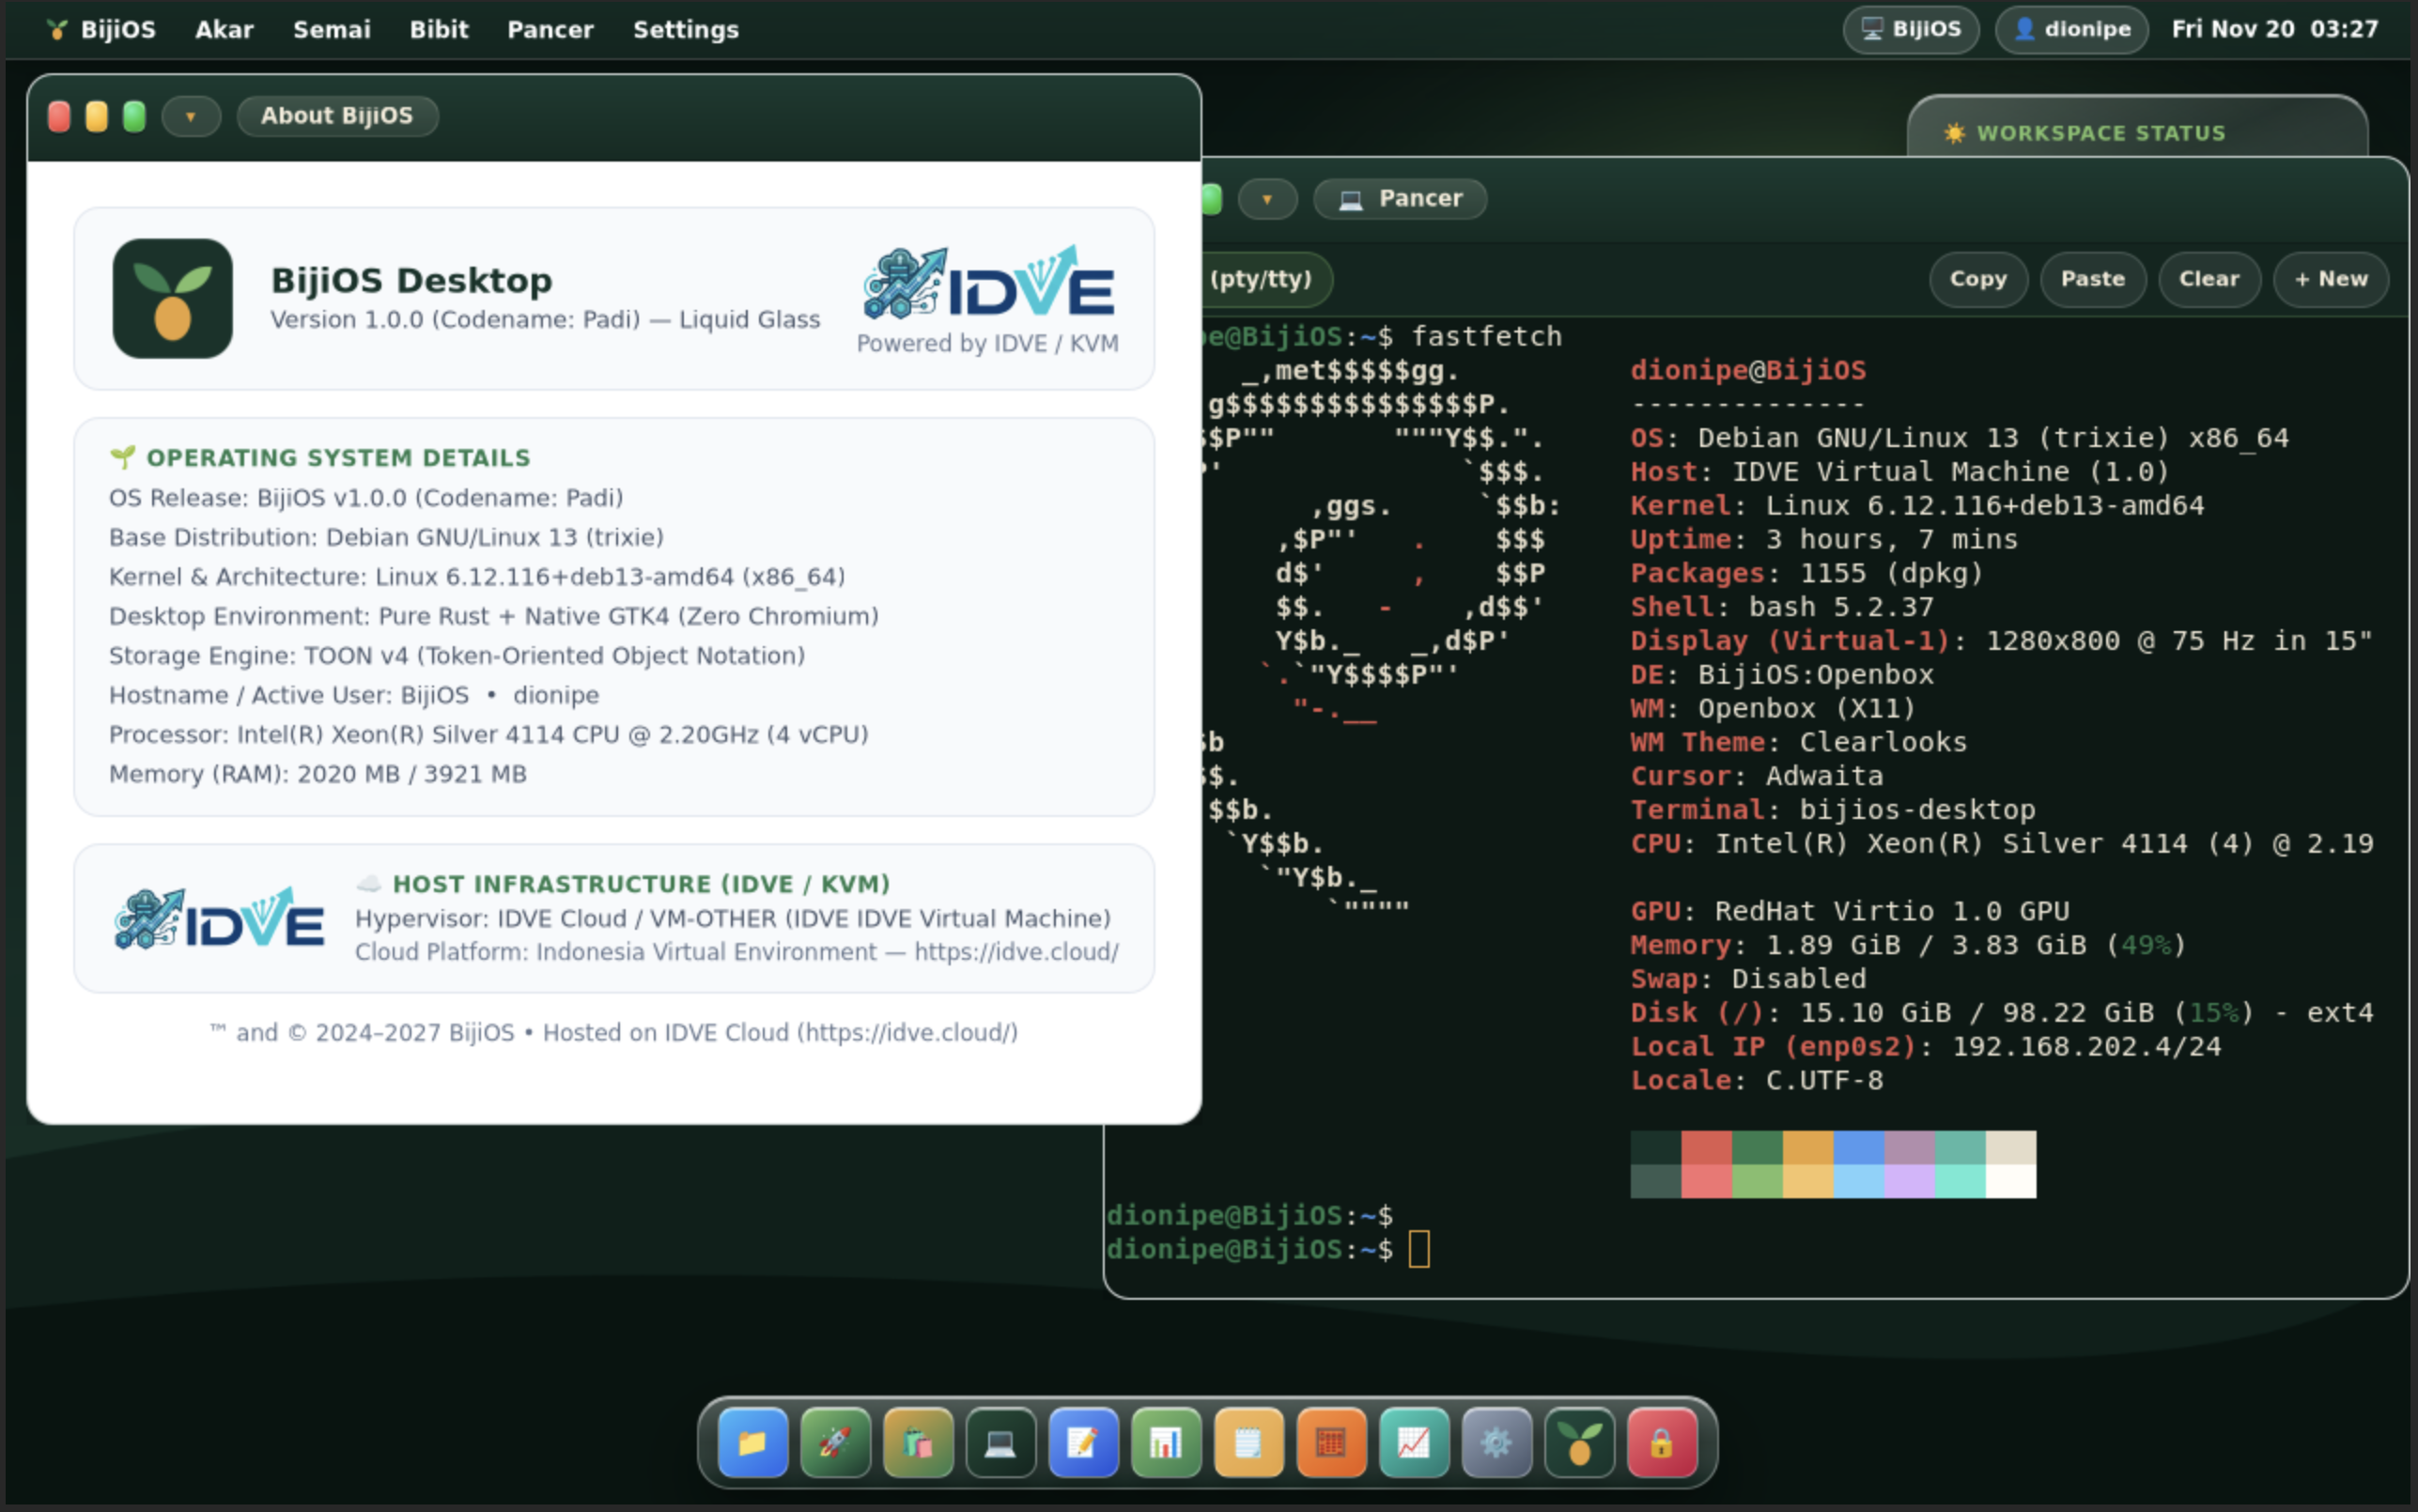 BijiOS Akar Semai Bibit Pancer Settings BijiOS dionipe Fri Nov 20 03:27
About BijiOS
BijiOS Desktop
Version 1.0.0 (Codename: Padi) — Liquid Glass
IDVE
Powered by IDVE / KVM
OPERATING SYSTEM DETAILS
OS Release: BijiOS v1.0.0 (Codename: Padi)
Base Distribution: Debian GNU/Linux 13 (trixie)
Kernel & Architecture: Linux 6.12.116+deb13-amd64 (x86_64)
Desktop Environment: Pure Rust + Native GTK4 (Zero Chromium)
Storage Engine: TOON v4 (Token-Oriented Object Notation)
Hostname / Active User: BijiOS • dionipe
Processor: Intel(R) Xeon(R) Silver 4114 CPU @ 2.20GHz (4 vCPU)
Memory (RAM): 2020 MB / 3921 MB
IDVE
HOST INFRASTRUCTURE (IDVE / KVM)
Hypervisor: IDVE Cloud / VM-OTHER (IDVE IDVE Virtual Machine)
Cloud Platform: Indonesia Virtual Environment — https://idve.cloud/
™ and © 2024–2027 BijiOS • Hosted on IDVE Cloud (https://idve.cloud/)
WORKSPACE STATUS
Pancer
(pty/tty) Copy Paste Clear + New
pe@BijiOS:~$ fastfetch
_,met$$$$$gg.
g$$$$$$$$$$$$$$$P.
$$P"" """Y$$.".
P' `$$$.
,ggs. `$$b:
,$P"' . $$$
d$' , $$P
$$. - ,d$$'
Y$b._ _,d$P'
`.`"Y$$$$P"'
"-.__
$b
$$.
$$b.
`Y$$b.
`"Y$b._
`""""
dionipe@BijiOS
--------------
OS: Debian GNU/Linux 13 (trixie) x86_64
Host: IDVE Virtual Machine (1.0)
Kernel: Linux 6.12.116+deb13-amd64
Uptime: 3 hours, 7 mins
Packages: 1155 (dpkg)
Shell: bash 5.2.37
Display (Virtual-1): 1280x800 @ 75 Hz in 15"
DE: BijiOS:Openbox
WM: Openbox (X11)
WM Theme: Clearlooks
Cursor: Adwaita
Terminal: bijios-desktop
CPU: Intel(R) Xeon(R) Silver 4114 (4) @ 2.19
GPU: RedHat Virtio 1.0 GPU
Memory: 1.89 GiB / 3.83 GiB (49%)
Swap: Disabled
Disk (/): 15.10 GiB / 98.22 GiB (15%) - ext4
Local IP (enp0s2): 192.168.202.4/24
Locale: C.UTF-8
dionipe@BijiOS:~$
dionipe@BijiOS:~$